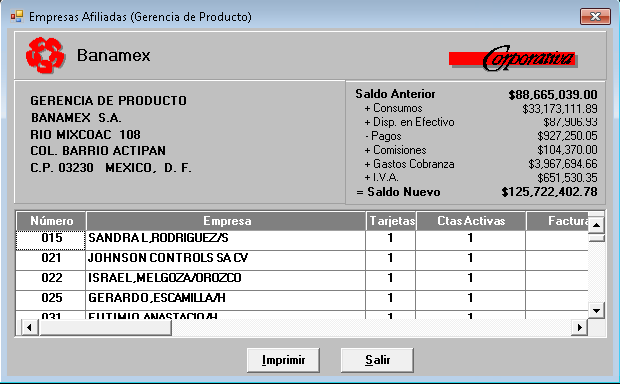 Empresas Afiliadas (Gerencia de Producto)
Banamex
Corporativa
GERENCIA DE PRODUCTO
BANAMEX S.A.
RIO MIXCOAC 108
COL. BARRIO ACTIPAN
C.P. 03230 MEXICO, D. F.
Saldo Anterior $88,665,039.00
+ Consumos $33,173,111.89
+ Disp. en Efectivo $87,906.93
- Pagos $927,250.05
+ Comisiones $104,370.00
+ Gastos Cobranza $3,967,694.66
+ I.V.A. $651,530.35
= Saldo Nuevo $125,722,402.78
Número Empresa Tarjetas Ctas Activas Factura
015 SANDRA L,RODRIGUEZ/S 1 1
021 JOHNSON CONTROLS SA CV 1 1
022 ISRAEL,MELGOZA/OROZCO 1 1
025 GERARDO,ESCAMILLA/H 1 1
031 EUTIMIO,ANASTACIO/H 1 1
Imprimir Salir